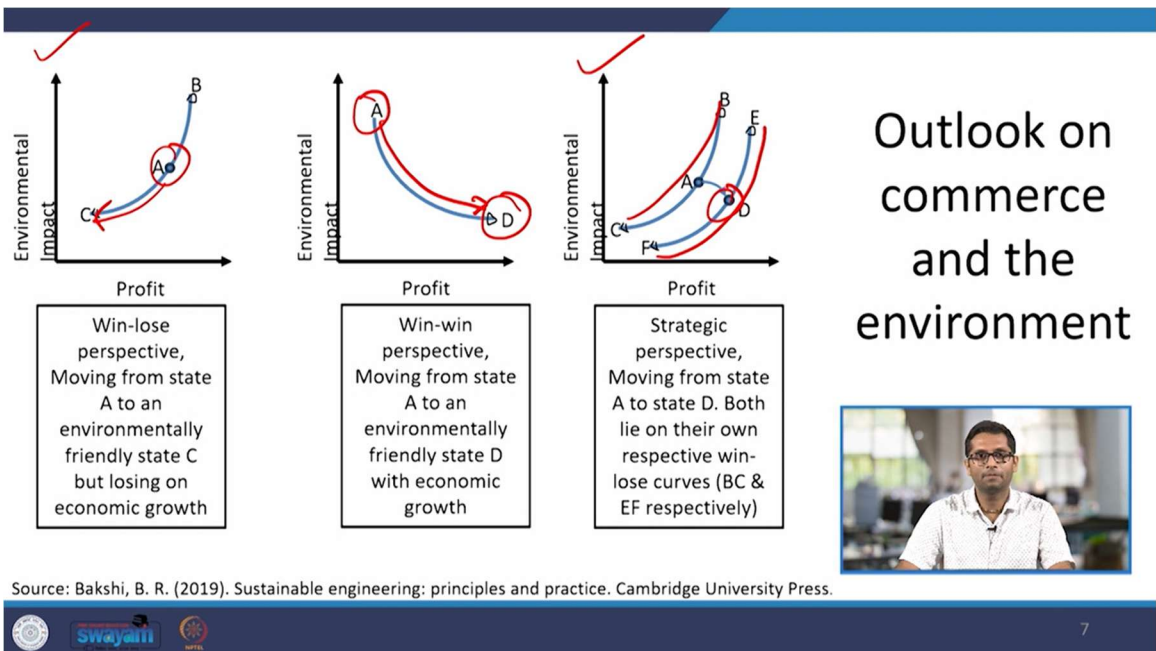 Outlook on
commerce
and the
environment
B
A
C
Environmental
Impact
Profit
A
D
Environmental
Impact
Profit
B
E
A
D
C
F
Environmental
Impact
Profit
Win-lose
perspective,
Moving from state
A to an
environmentally
friendly state C
but losing on
economic growth
Win-win
perspective,
Moving from state
A to an
environmentally
friendly state D
with economic
growth
Strategic
perspective,
Moving from state
A to state D. Both
lie on their own
respective win-
lose curves (BC &
EF respectively)
Source: Bakshi, B. R. (2019). Sustainable engineering: principles and practice. Cambridge University Press.
swayam
NPTEL
7